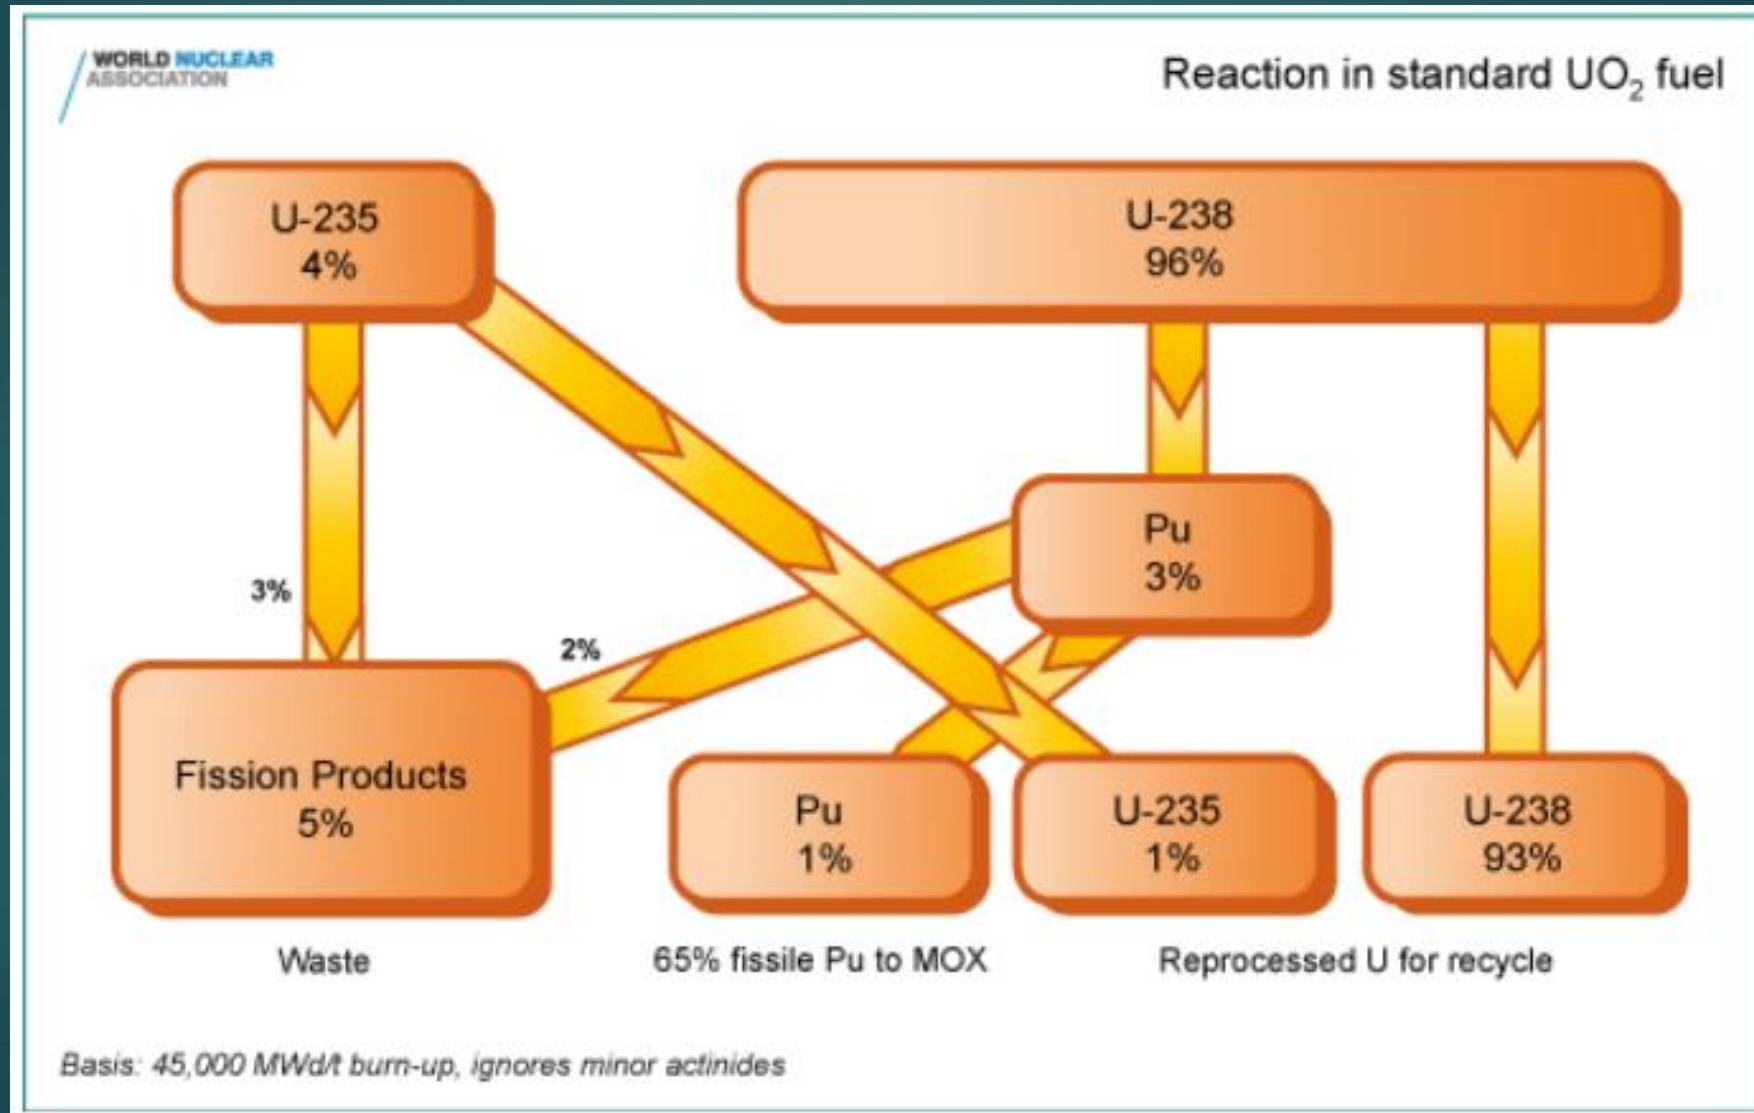 WORLD NUCLEAR
ASSOCIATION
Reaction in standard UO₂ fuel
U-235
4%
U-238
96%
Pu
3%
3%
2%
Fission Products
5%
Pu
1%
U-235
1%
U-238
93%
Waste
65% fissile Pu to MOX
Reprocessed U for recycle
Basis: 45,000 MWd/t burn-up, ignores minor actinides